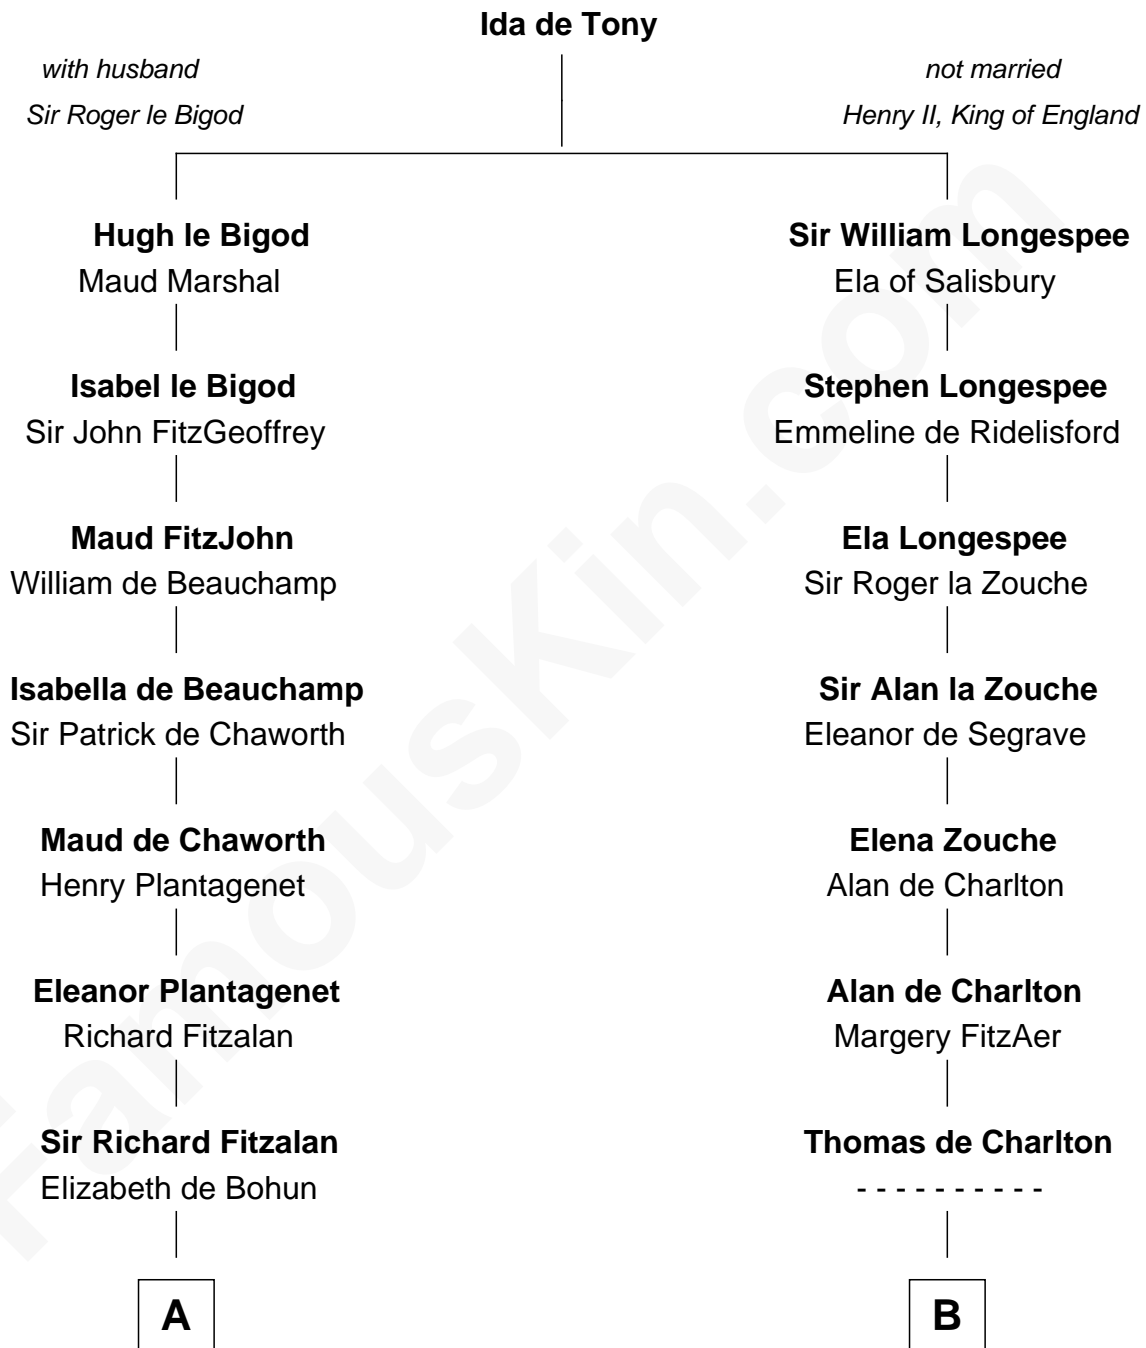 Ida de Tony
with husband
Sir Roger le Bigod
not married
Henry II, King of England
Hugh le Bigod
Maud Marshal
Sir William Longespee
Ela of Salisbury
Isabel le Bigod
Sir John FitzGeoffrey
Stephen Longespee
Emmeline de Ridelisford
Maud FitzJohn
William de Beauchamp
Ela Longespee
Sir Roger la Zouche
Isabella de Beauchamp
Sir Patrick de Chaworth
Sir Alan la Zouche
Eleanor de Segrave
Maud de Chaworth
Henry Plantagenet
Elena Zouche
Alan de Charlton
Eleanor Plantagenet
Richard Fitzalan
Alan de Charlton
Margery FitzAer
Sir Richard Fitzalan
Elizabeth de Bohun
Thomas de Charlton
- - - - - - - - - -
A
B
FamousKin.com